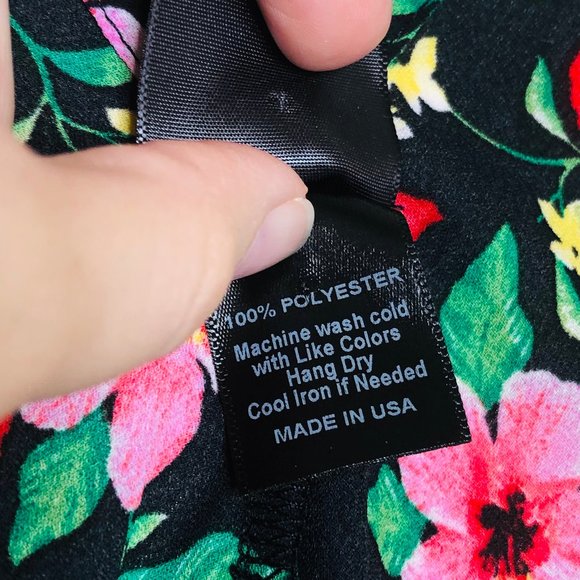 100% POLYESTER
Machine wash cold
with Like Colors
Hang Dry
Cool Iron if Needed
MADE IN USA